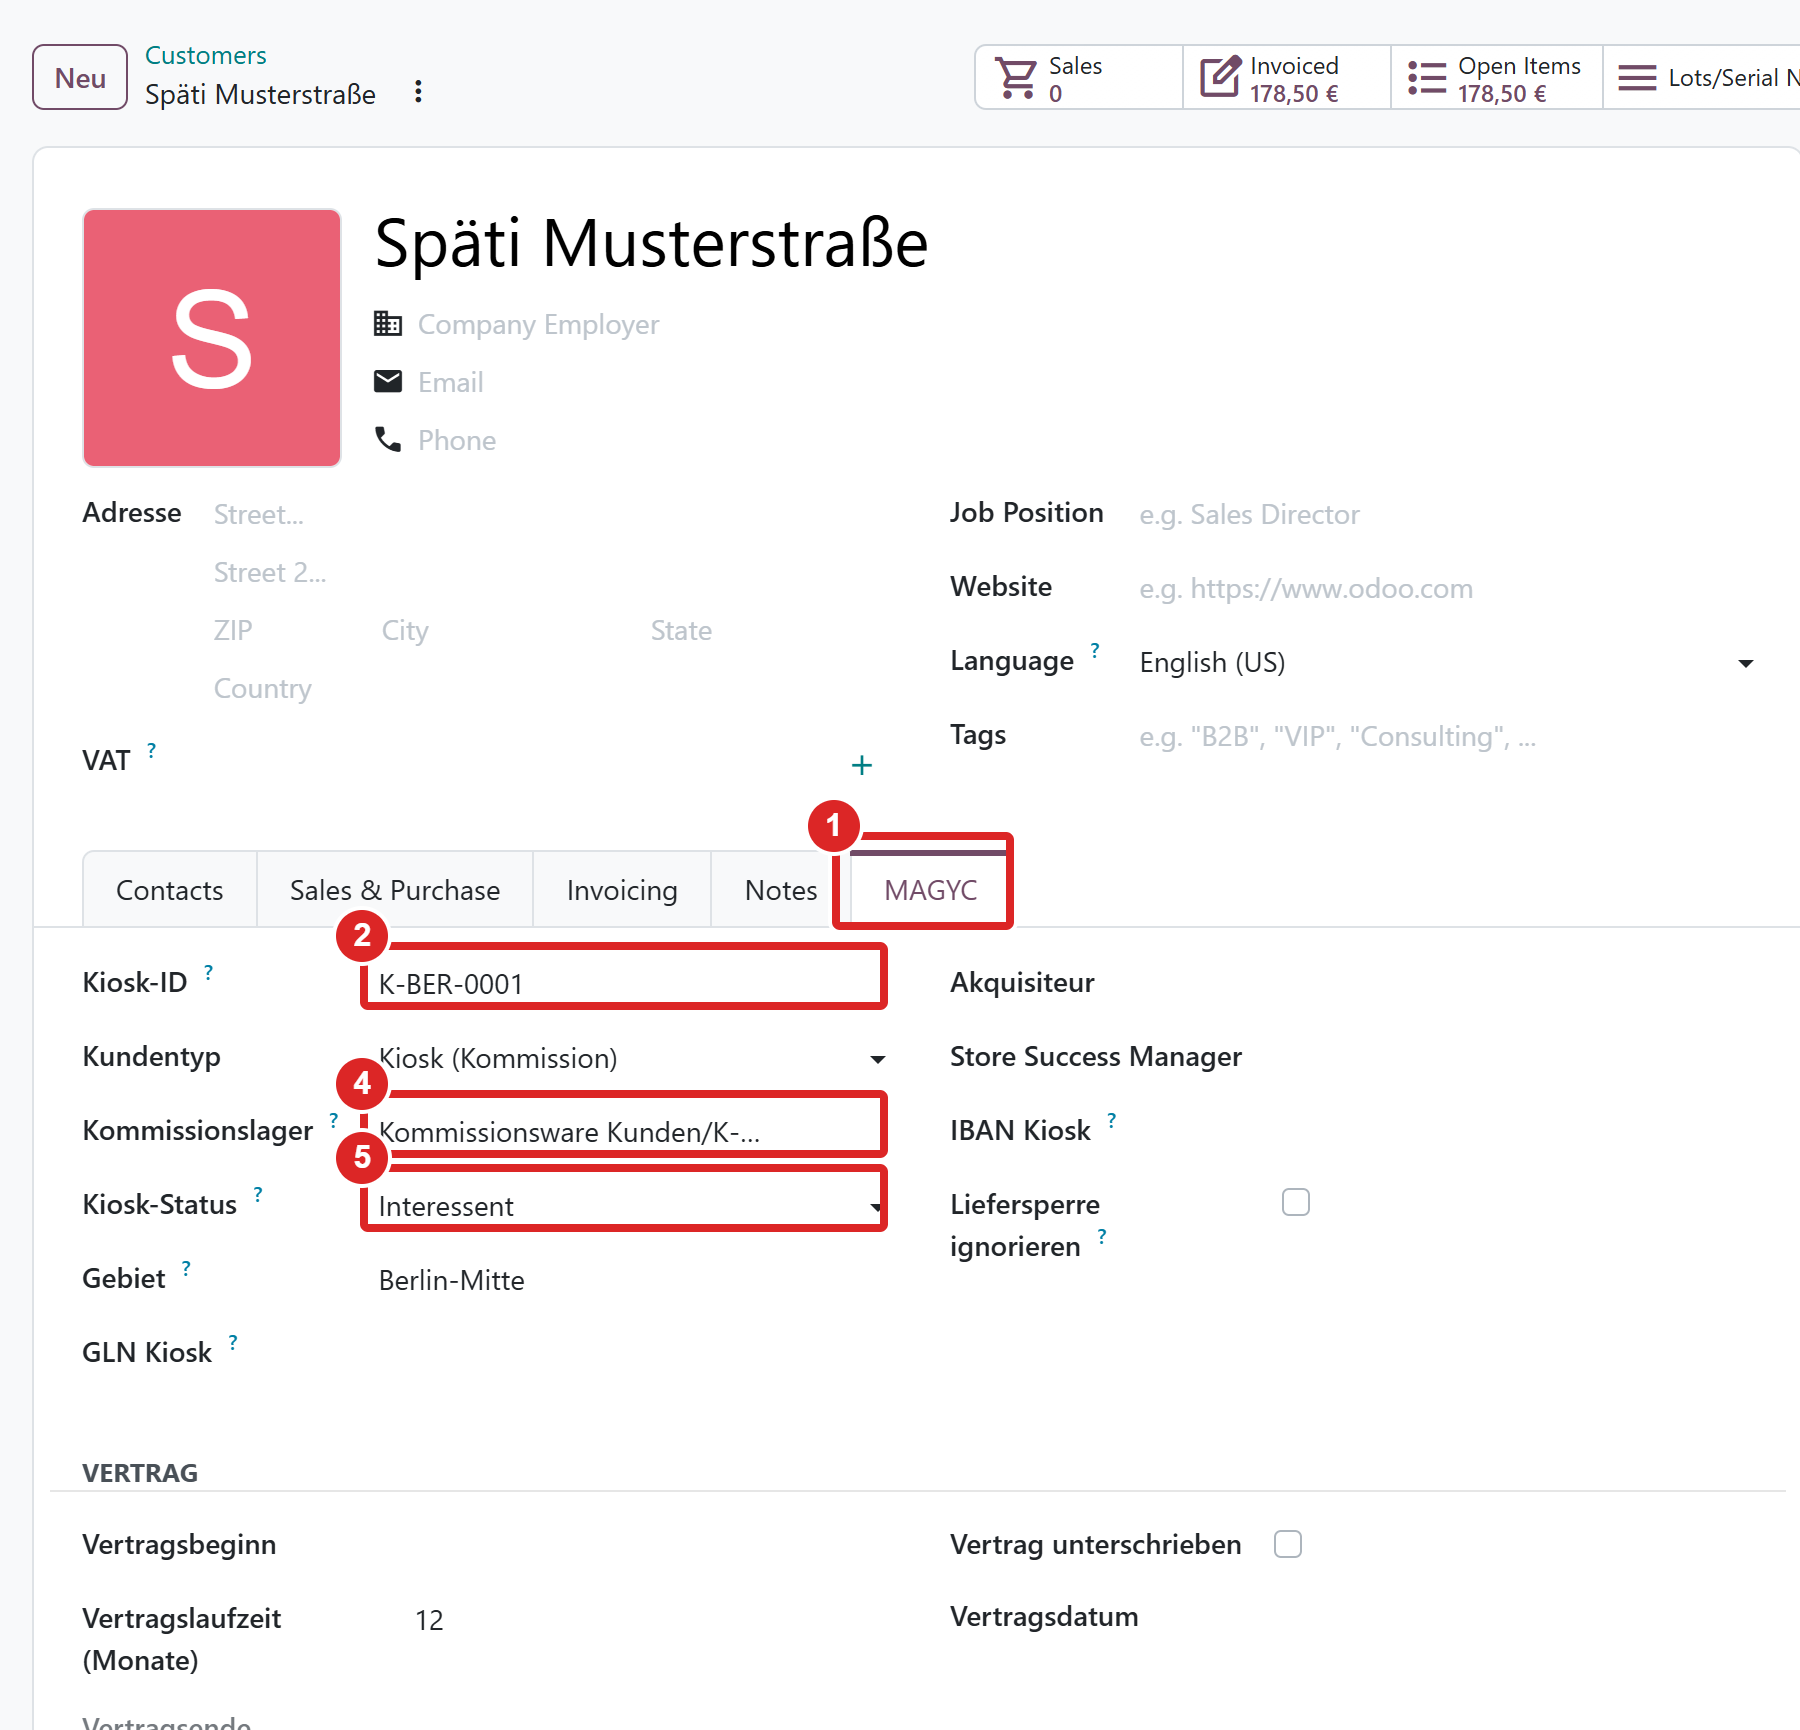 Neu
Customers
Späti Musterstraße
Sales
0
Invoiced
178,50 €
Open Items
178,50 €
Lots/Serial N
S
Späti Musterstraße
Company Employer
Email
Phone
Adresse
Street...
Street 2...
ZIP City State
Country
VAT ?
+
Job Position e.g. Sales Director
Website e.g. https://www.odoo.com
Language ? English (US)
Tags e.g. "B2B", "VIP", "Consulting", ...
1
Contacts Sales & Purchase Invoicing Notes MAGYC
2
Kiosk-ID ? K-BER-0001
Kundentyp Kiosk (Kommission)
4
Kommissionslager ? Kommissionsware Kunden/K-...
5
Kiosk-Status ? Interessent
Gebiet ? Berlin-Mitte
GLN Kiosk ?
Akquisiteur
Store Success Manager
IBAN Kiosk ?
Liefersperre
ignorieren ?
VERTRAG
Vertragsbeginn
Vertragslaufzeit
(Monate) 12
Vertragsende
Vertrag unterschrieben
Vertragsdatum